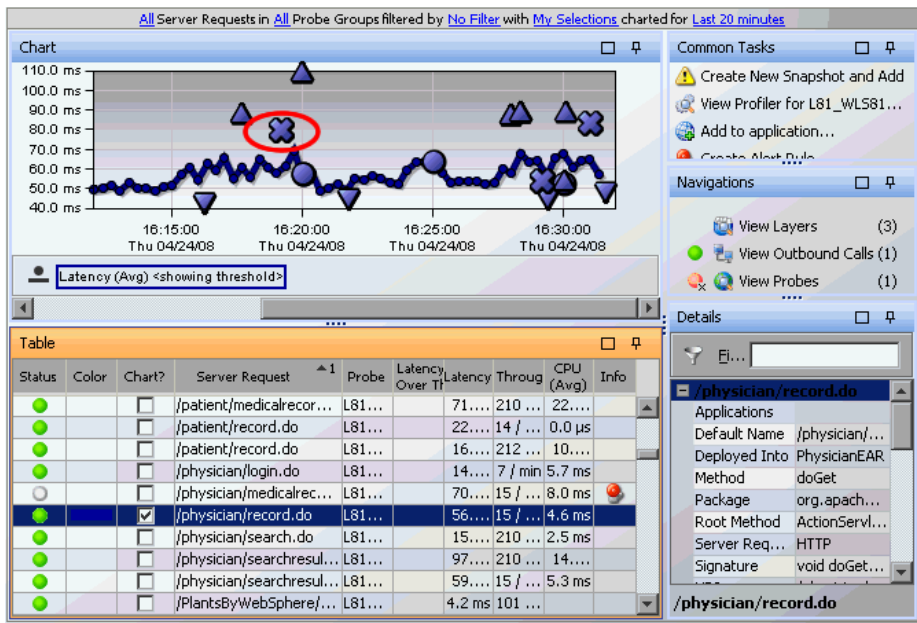 All Server Requests in All Probe Groups filtered by No Filter with My Selections charted for Last 20 minutes
Chart
110.0 ms
100.0 ms
90.0 ms
80.0 ms
70.0 ms
60.0 ms
50.0 ms
40.0 ms
16:15:00 16:20:00 16:25:00 16:30:00
Thu 04/24/08 Thu 04/24/08 Thu 04/24/08 Thu 04/24/08
Latency (Avg) <showing threshold>
Table
Status Color Chart? Server Request 1 Probe Latency Over Th Latency Throug CPU (Avg) Info
/patient/medicalrecor... L81... 71.... 210 ... 22....
/patient/record.do L81... 22.... 14 / ... 0.0 µs
/patient/record.do L81... 16.... 212 ... 10....
/physician/login.do L81... 14.... 7 / min 5.7 ms
/physician/medicalrec... L81... 70.... 15 / ... 8.0 ms
/physician/record.do L81... 56.... 15 / ... 4.6 ms
/physician/search.do L81... 15.... 210 ... 2.5 ms
/physician/searchresul... L81... 97.... 210 ... 14....
/physician/searchresul... L81... 59.... 15 / ... 5.3 ms
/PlantsByWebSphere/... L81... 4.2 ms 101 ...
Common Tasks
Create New Snapshot and Add
View Profiler for L81_WLS81...
Add to application...
Create Alert Rule
Navigations
View Layers (3)
View Outbound Calls (1)
View Probes (1)
Details
Fi...
/physician/record.do
Applications
Default Name /physician/...
Deployed Into PhysicianEAR
Method doGet
Package org.apach...
Root Method ActionServl...
Server Req... HTTP
Signature void doGet...
/physician/record.do